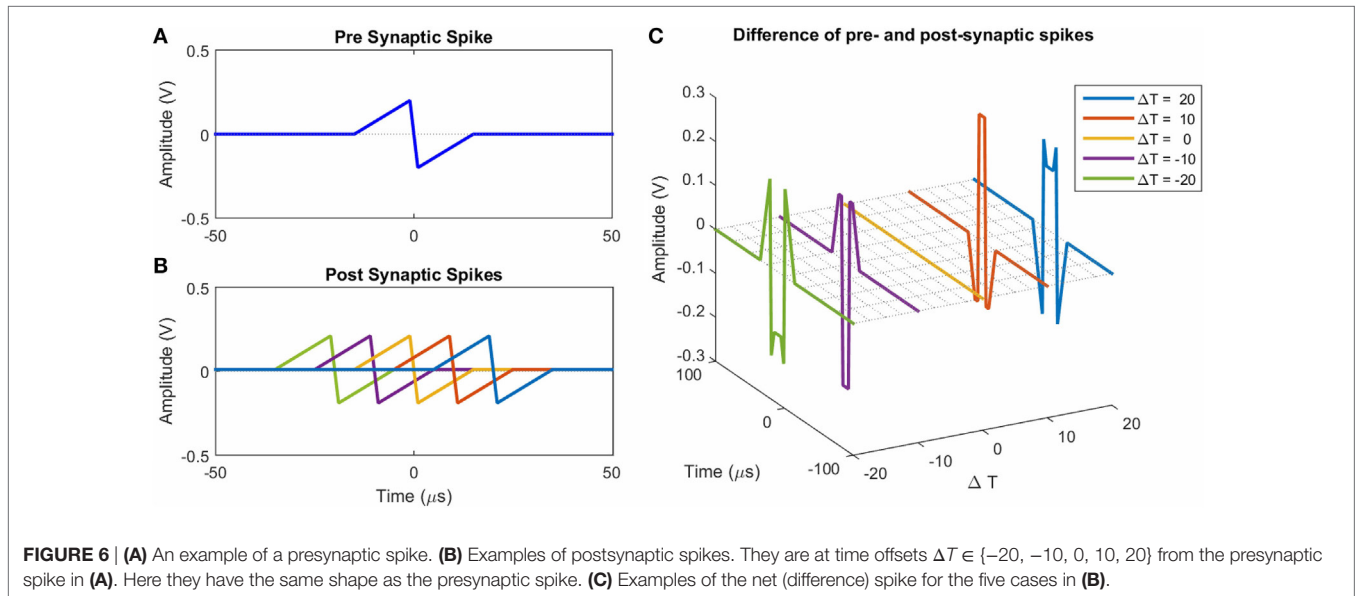 A
Pre Synaptic Spike
0.5
0
-0.5
Amplitude (V)
-50
0
50
B
Post Synaptic Spikes
0.5
0
-0.5
Amplitude (V)
-50
0
50
Time (μs)
C
Difference of pre- and post-synaptic spikes
ΔT = 20
ΔT = 10
ΔT = 0
ΔT = -10
ΔT = -20
0.3
0.2
0.1
0
-0.1
-0.2
-0.3
Amplitude (V)
100
0
-100
Time (μs)
-20
-10
0
10
20
Δ T
FIGURE 6 | (A) An example of a presynaptic spike. (B) Examples of postsynaptic spikes. They are at time offsets ΔT ∈ {−20, −10, 0, 10, 20} from the presynaptic
spike in (A). Here they have the same shape as the presynaptic spike. (C) Examples of the net (difference) spike for the five cases in (B).